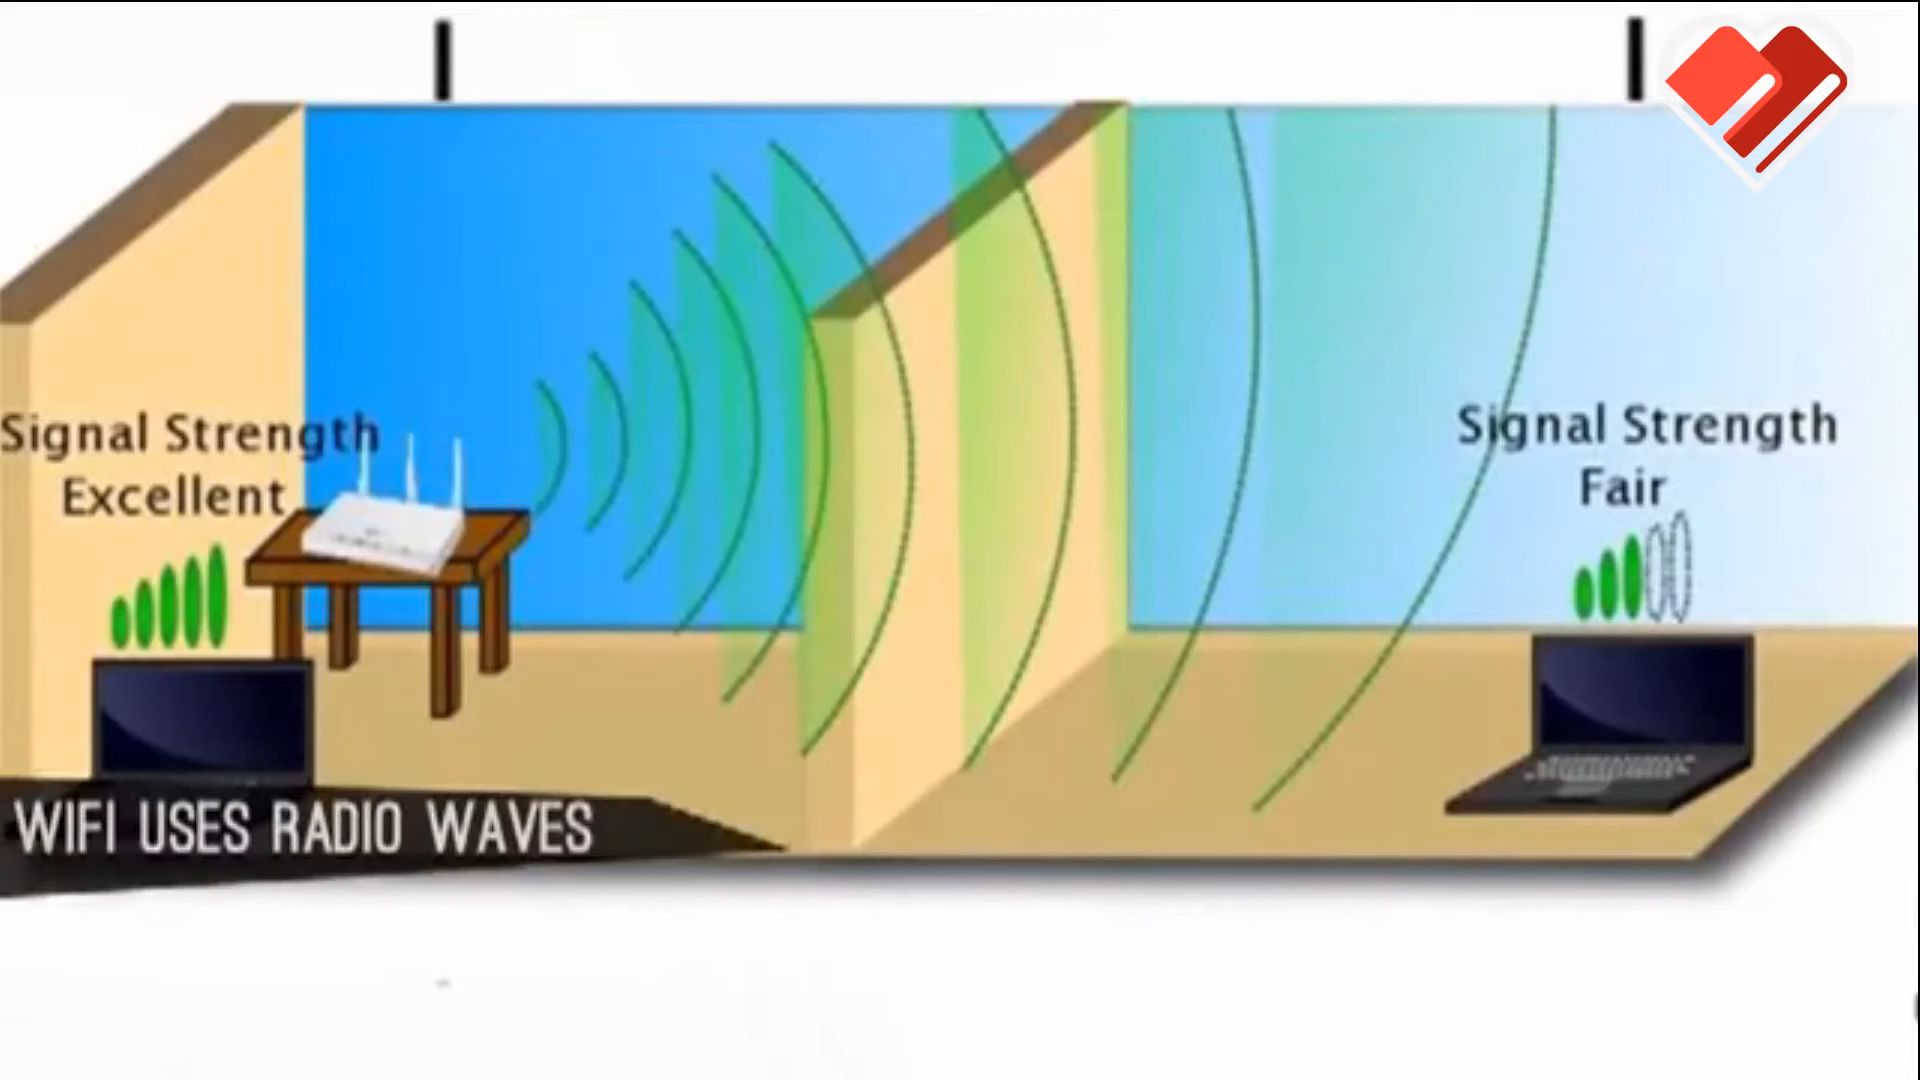 Signal Strength
Excellent
Signal Strength
Fair
WIFI USES RADIO WAVES